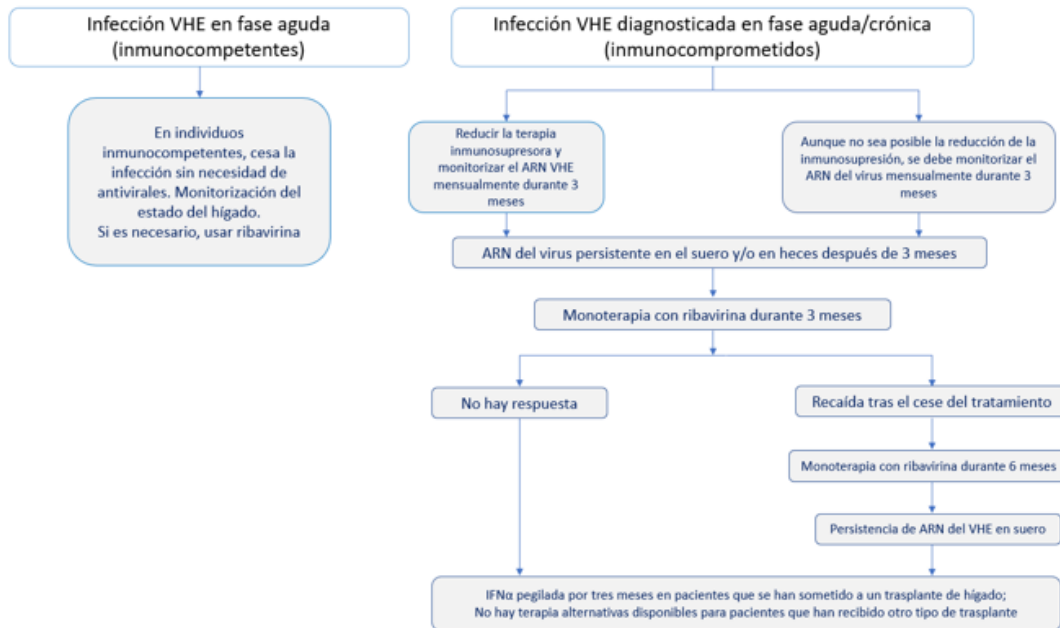 Infección VHE en fase aguda
(inmunocompetentes)
En individuos
inmunocompetentes, cesa la
infección sin necesidad de
antivirales. Monitorización del
estado del hígado.
Si es necesario, usar ribavirina
Infección VHE diagnosticada en fase aguda/crónica
(inmunocomprometidos)
Reducir la terapia
inmunosupresora y
monitorizar el ARN VHE
mensualmente durante 3
meses
Aunque no sea posible la reducción de la
inmunosupresión, se debe monitorizar el
ARN del virus mensualmente durante 3
meses
ARN del virus persistente en el suero y/o en heces después de 3 meses
Monoterapia con ribavirina durante 3 meses
No hay respuesta
Recaída tras el cese del tratamiento
Monoterapia con ribavirina durante 6 meses
Persistencia de ARN del VHE en suero
IFNα pegilada por tres meses en pacientes que se han sometido a un trasplante de hígado;
No hay terapia alternativas disponibles para pacientes que han recibido otro tipo de trasplante